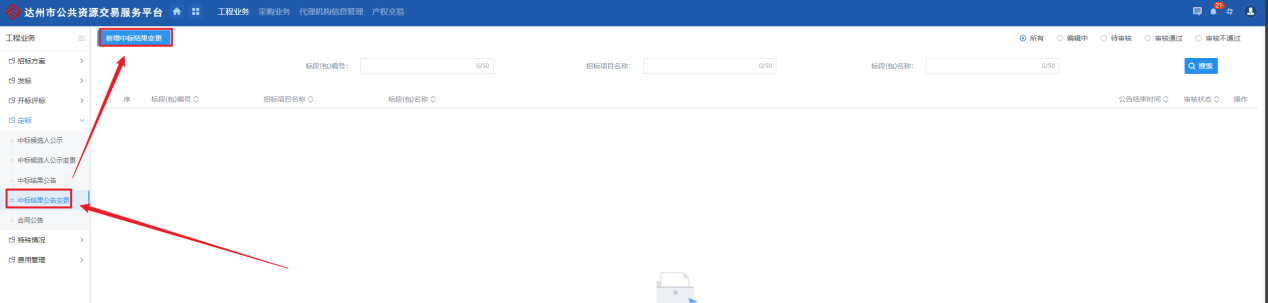 达州市公共资源交易服务平台 工程业务 采购业务 代理机构信息管理 产权交易 23
工程业务
招标方案
发标
开标评标
定标
中标候选人公示
中标候选人公示变更
中标结果公告
中标结果公告变更
合同公告
特殊情况
费用管理
新增中标结果变更
所有 编辑中 待审核 审核通过 审核不通过
标段(包)编号: 0/50 招标项目名称: 0/50 标段(包)名称: 0/50 搜索
序 标段(包)编号 招标项目名称 标段(包)名称 公告结束时间 审核状态 操作